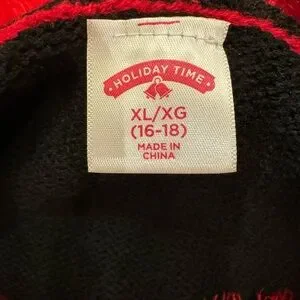 · HOLIDAY TIME ·
XL/XG
(16-18)
MADE IN
CHINA